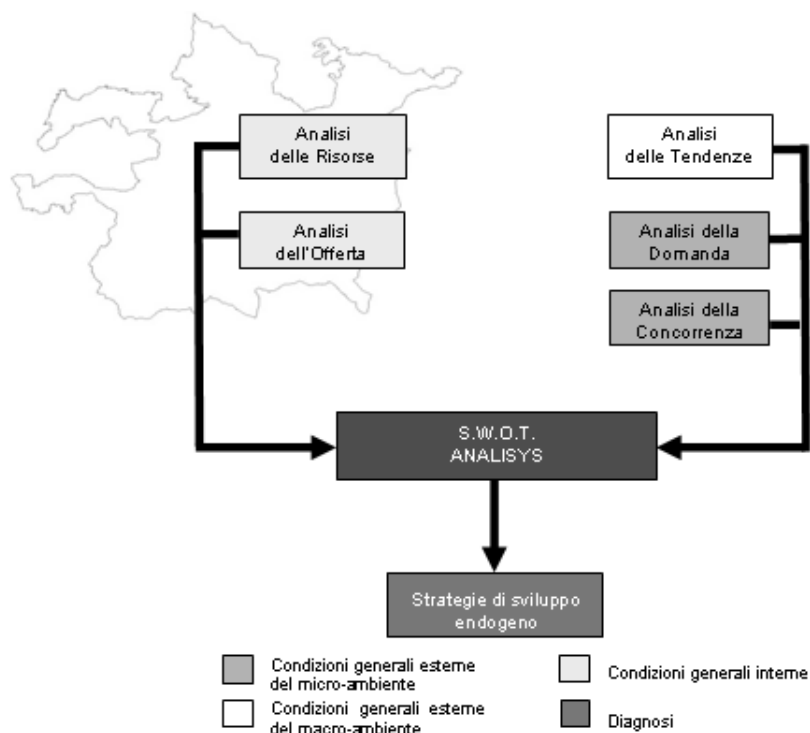 Analisi
delle Risorse
Analisi
delle Tendenze
Analisi
dell'Offerta
Analisi della
Domanda
Analisi della
Concorrenza
S.W.O.T.
ANALISYS
Strategie di sviluppo
endogeno
Condizioni generali esterne
del micro-ambiente
Condizioni generali interne
Condizioni generali esterne
del macro-ambiente
Diagnosi